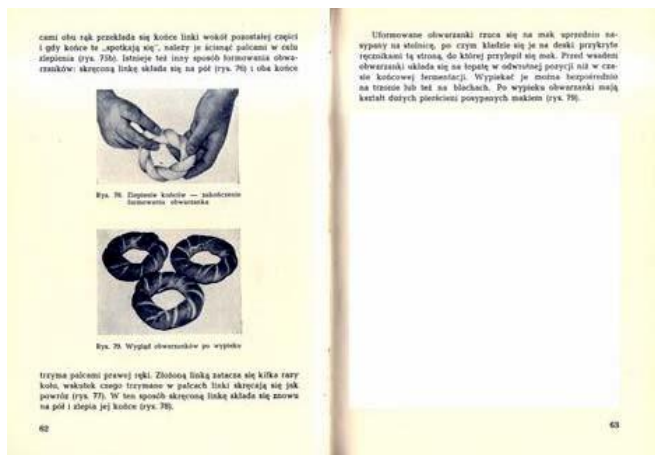 cami obu rąk przekłada się końce linki wokół pozostałej części
i gdy końce te „spotkają się”, należy je ścisnąć palcami w celu
zlepienia (rys. 75b). Istnieje też inny sposób formowania obwa-
rzanków: skręconą linkę składa się na pół (rys. 76) i oba końce
Rys. 78. Zlepienie końców — zakończenie
formowania obwarzanka
Rys. 79. Wygląd obwarzanków po wypieku
trzyma palcami prawej ręki. Złożoną linką zatacza się kilka razy
koło, wskutek czego trzymane w palcach linki skręcają się jak
powróz (rys. 77). W ten sposób skręconą linkę składa się znowu
na pół i zlepia jej końce (rys. 78).
62
Uformowane obwarzanki rzuca się na mak uprzednio na-
sypany na stolnicę, po czym kładzie się je na deski przykryte
ręcznikami tą stroną, do której przylepił się mak. Przed wsadem
obwarzanki układa się na łopatę w odwrotnej pozycji niż w cza-
sie końcowej fermentacji. Wypiekać je można bezpośrednio
na trzonie lub też na blachach. Po wypieku obwarzanki mają
kształt dużych pierścieni posypanych makiem (rys. 79).
63